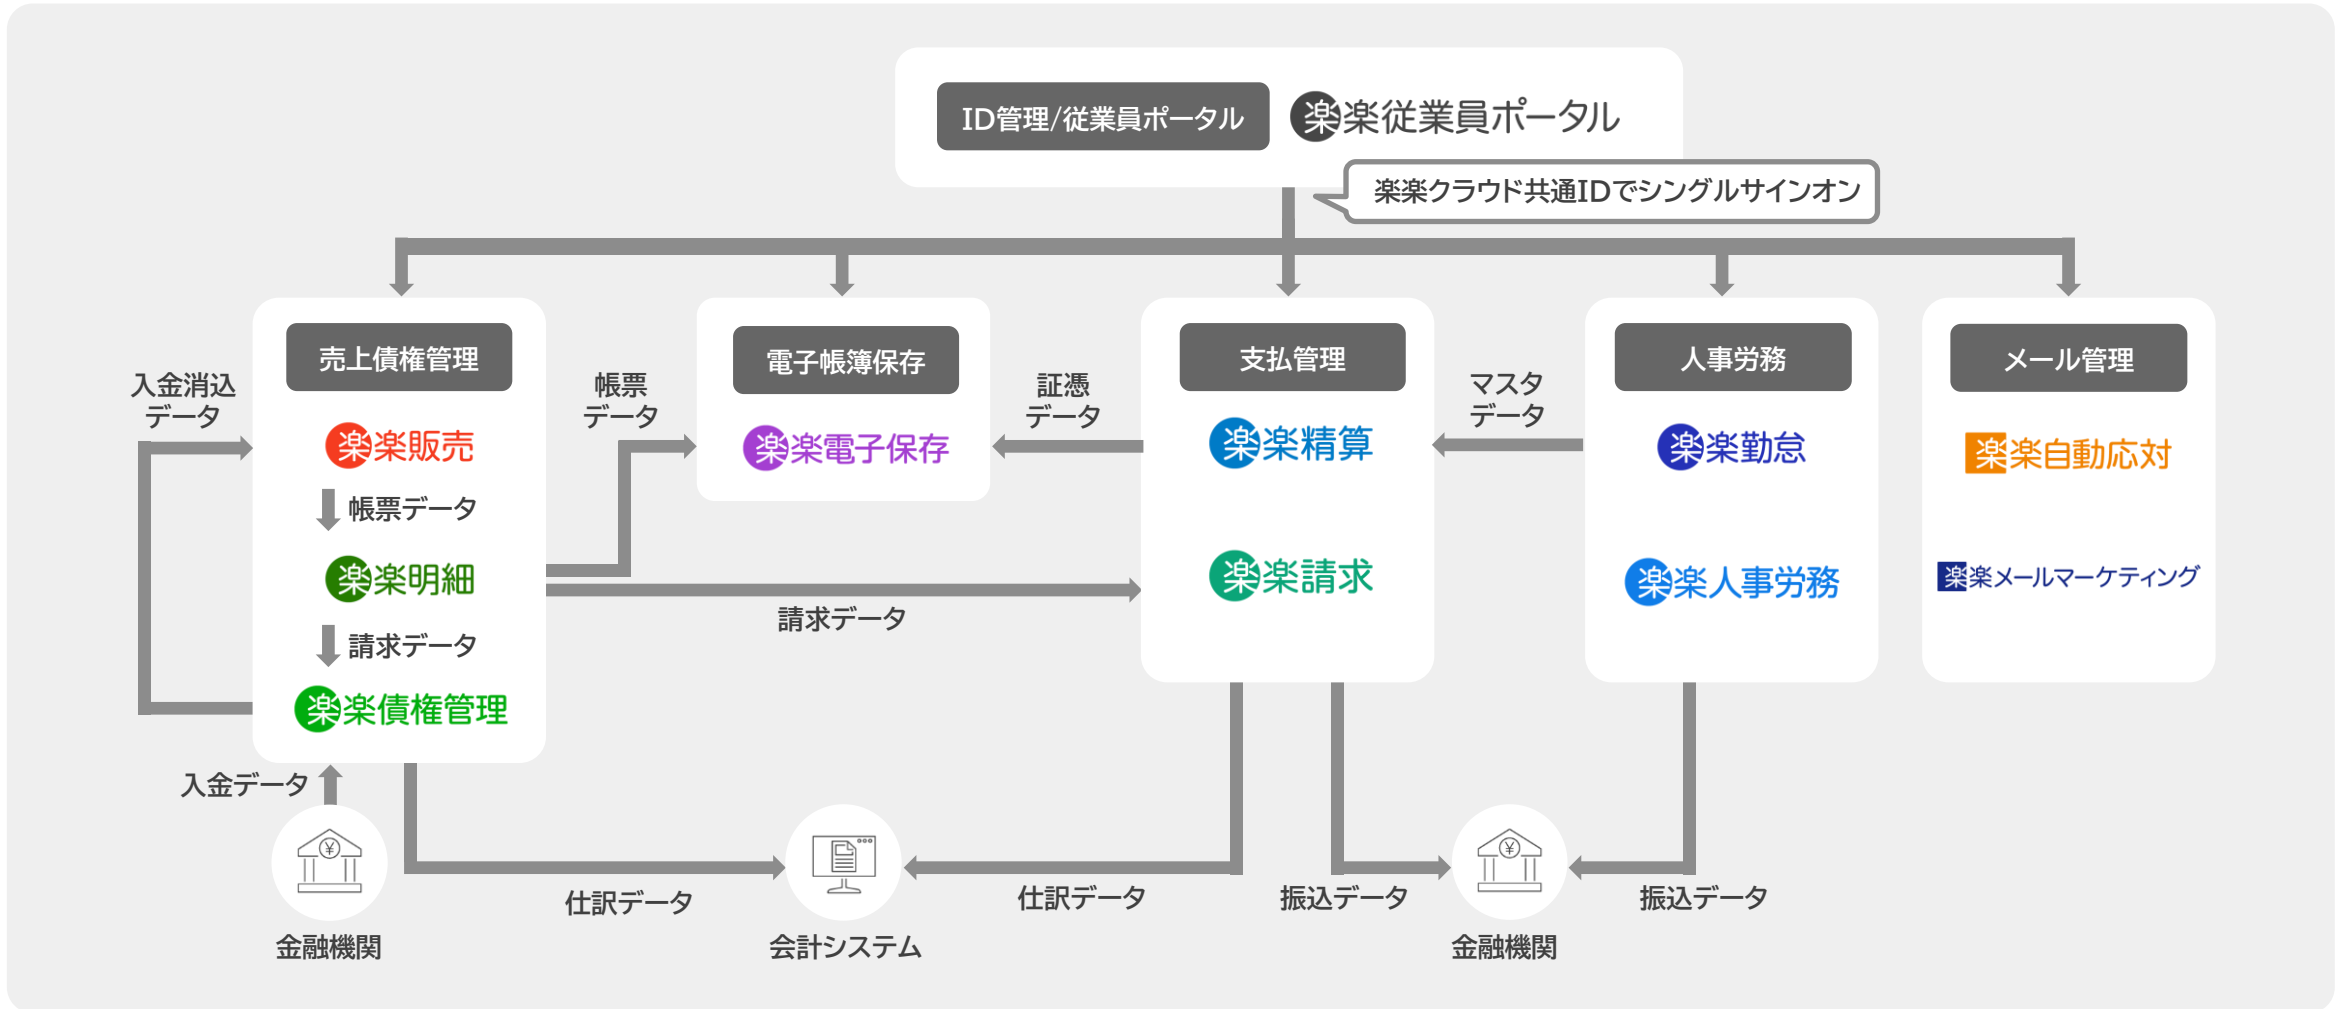 ID管理/従業員ポータル
楽楽従業員ポータル
楽楽クラウド共通IDでシングルサインオン
売上債権管理
楽楽販売
帳票データ
楽楽明細
請求データ
楽楽債権管理
入金消込
データ
入金データ
金融機関
帳票
データ
電子帳簿保存
楽楽電子保存
請求データ
証憑
データ
支払管理
楽楽精算
楽楽請求
マスタ
データ
人事労務
楽楽勤怠
楽楽人事労務
メール管理
楽楽自動応対
楽楽メールマーケティング
仕訳データ
会計システム
仕訳データ
振込データ
金融機関
振込データ